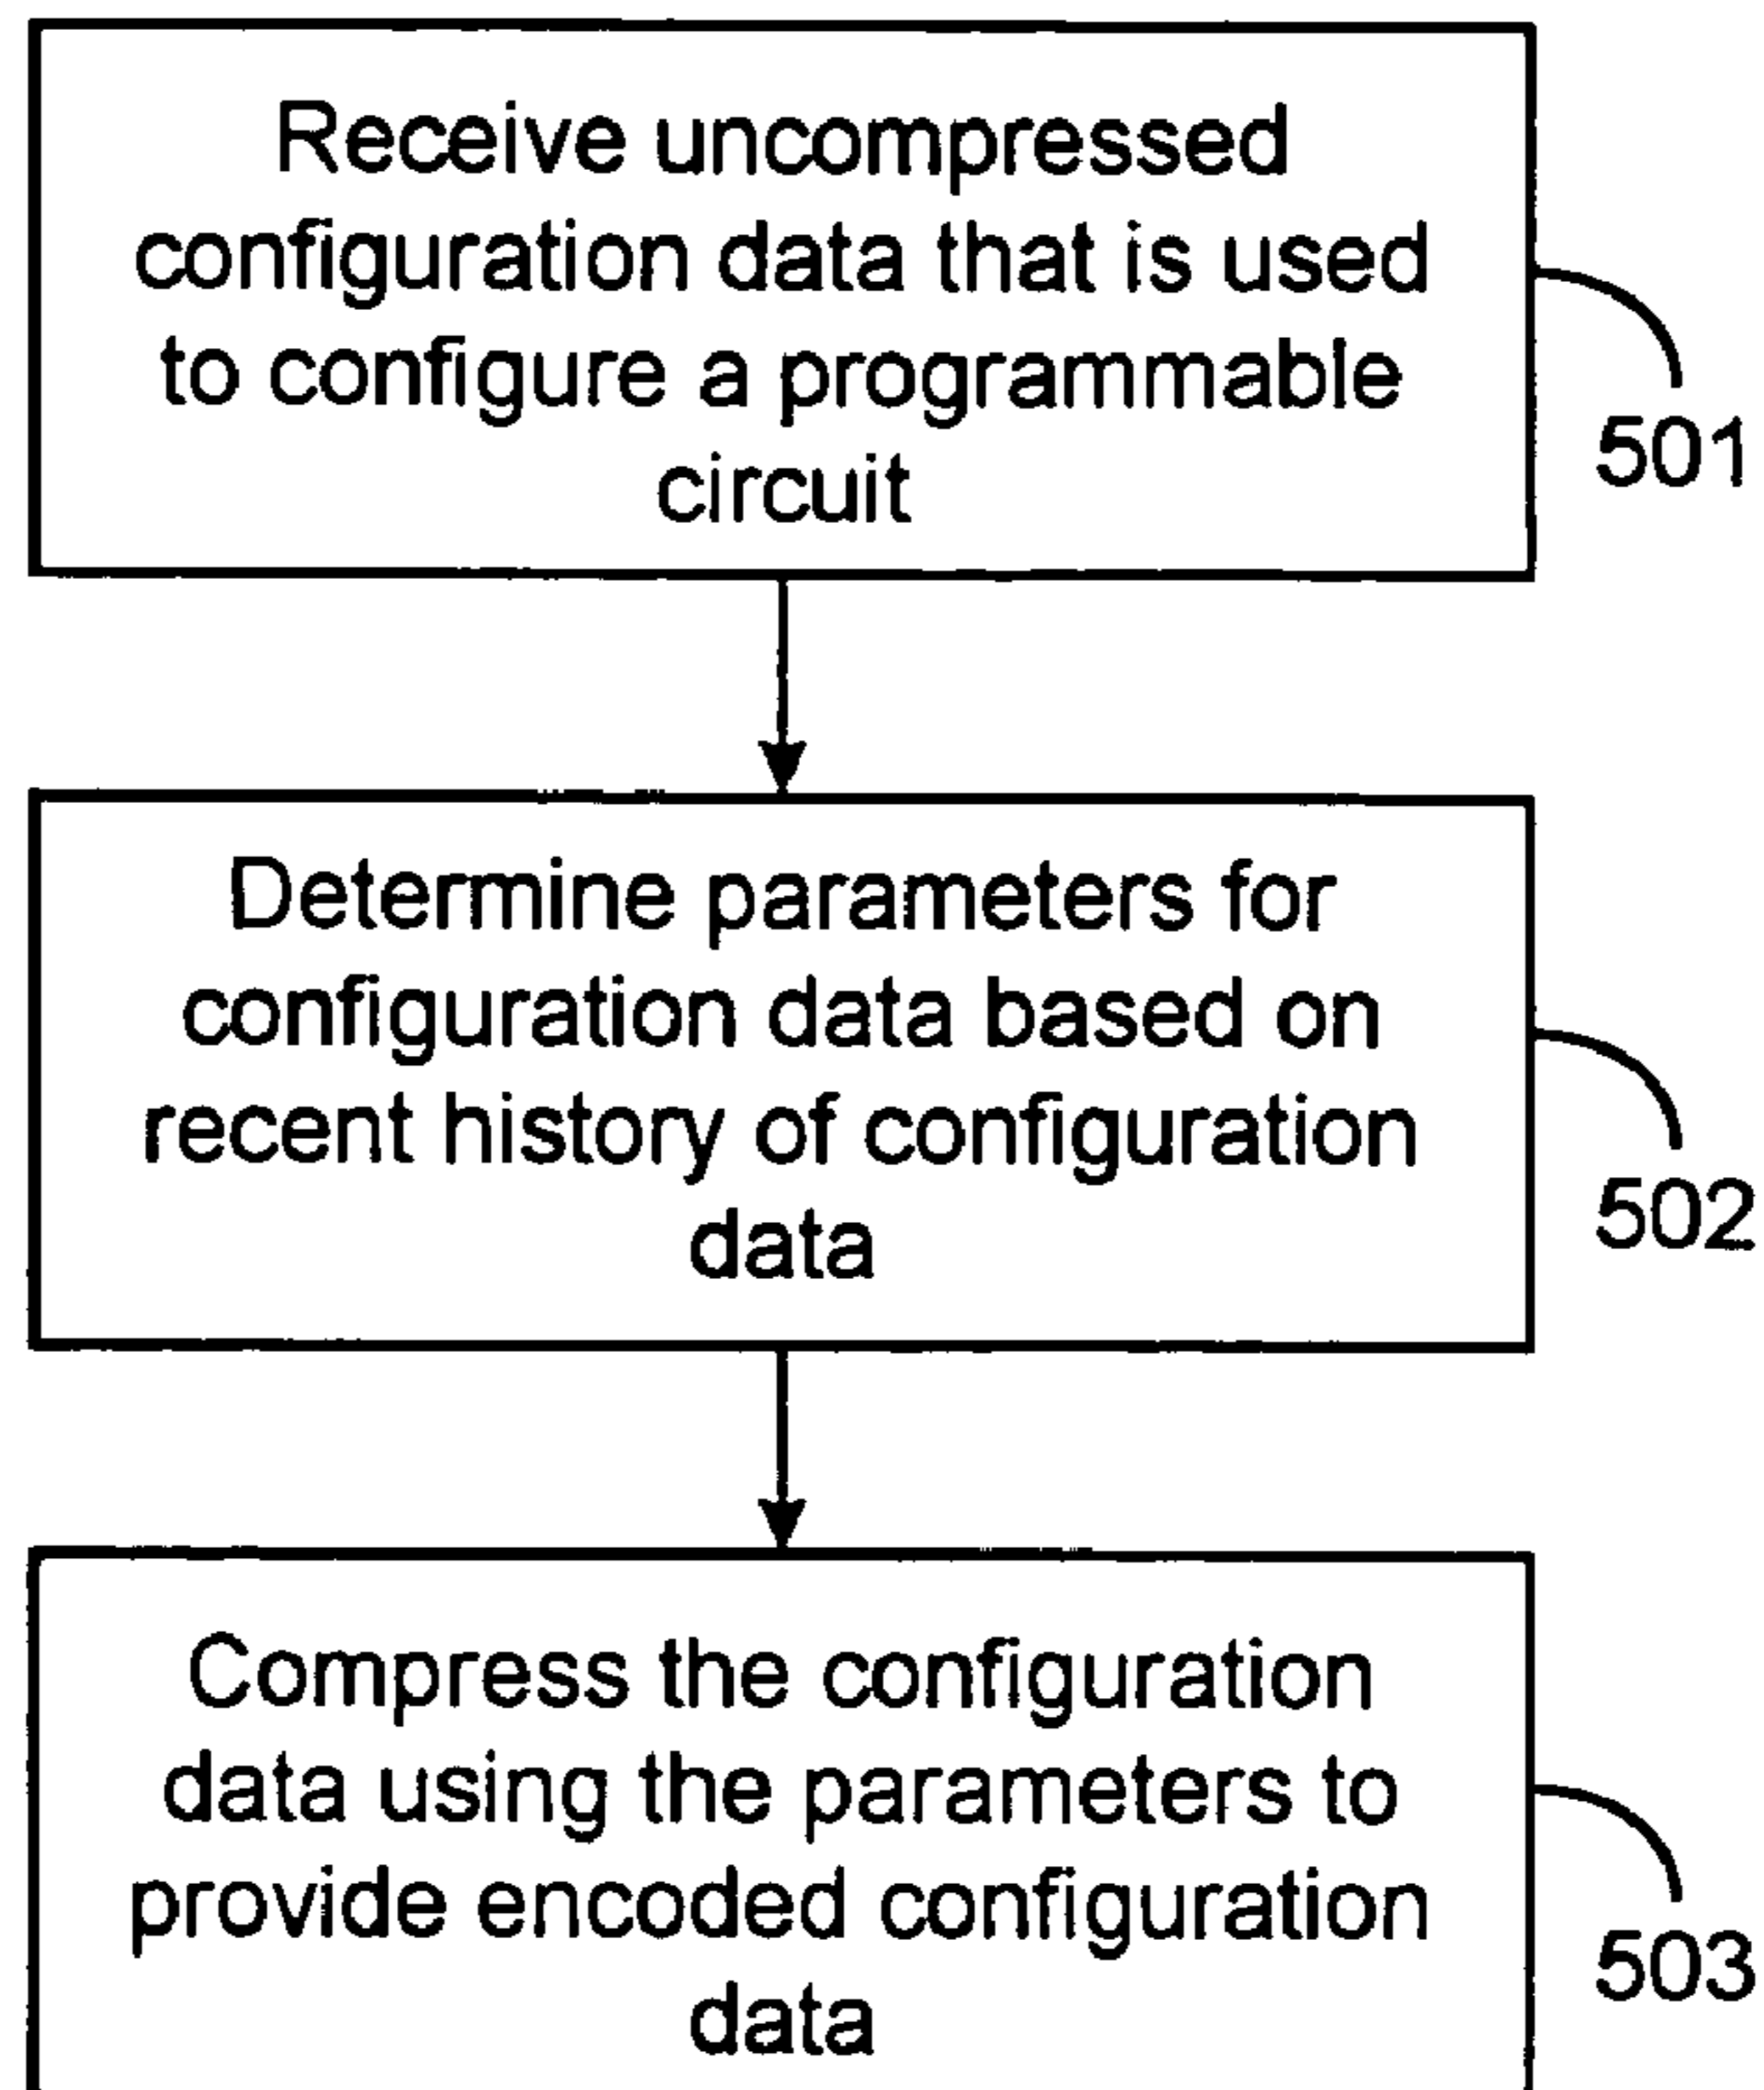 Receive uncompressed
configuration data that is used
to configure a programmable
circuit
501
Determine parameters for
configuration data based on
recent history of configuration
data
502
Compress the configuration
data using the parameters to
provide encoded configuration
data
503